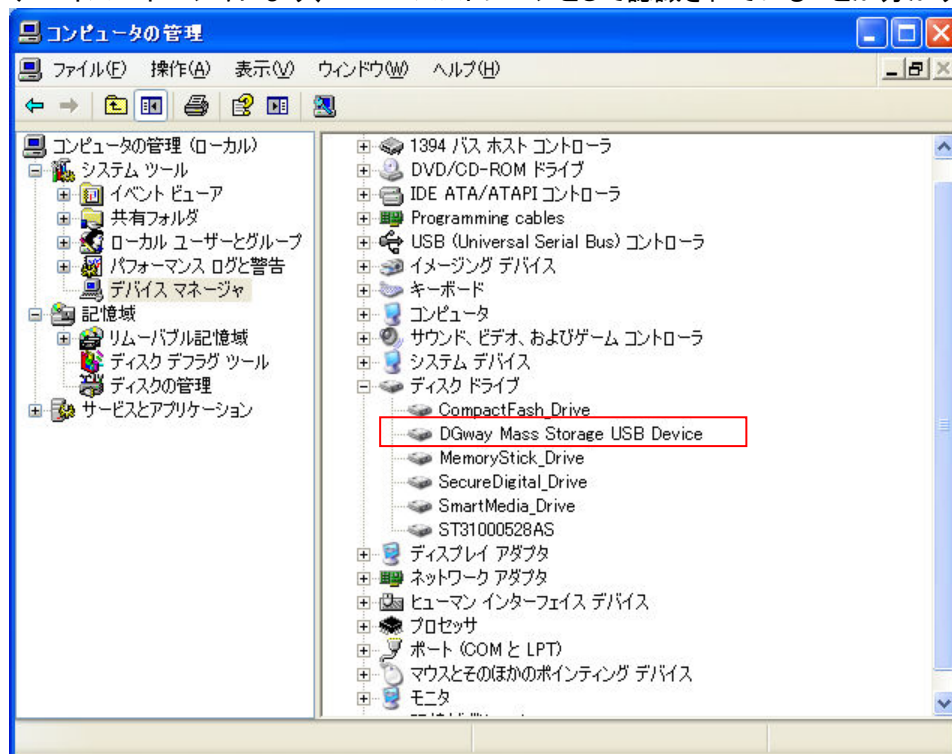 コンピュータの管理
ファイル(F) 操作(A) 表示(V) ウィンドウ(W) ヘルプ(H)
コンピュータの管理 (ローカル)
システム ツール
イベント ビューア
共有フォルダ
ローカル ユーザーとグループ
パフォーマンス ログと警告
デバイス マネージャ
記憶域
リムーバブル記憶域
ディスク デフラグ ツール
ディスクの管理
サービスとアプリケーション
1394 バス ホスト コントローラ
DVD/CD-ROM ドライブ
IDE ATA/ATAPI コントローラ
Programming cables
USB (Universal Serial Bus) コントローラ
イメージング デバイス
キーボード
コンピュータ
サウンド、ビデオ、およびゲーム コントローラ
システム デバイス
ディスク ドライブ
CompactFash_Drive
DGway Mass Storage USB Device
MemoryStick_Drive
SecureDigital_Drive
SmartMedia_Drive
ST31000528AS
ディスプレイ アダプタ
ネットワーク アダプタ
ヒューマン インターフェイス デバイス
プロセッサ
ポート (COM と LPT)
マウスとそのほかのポインティング デバイス
モニタ